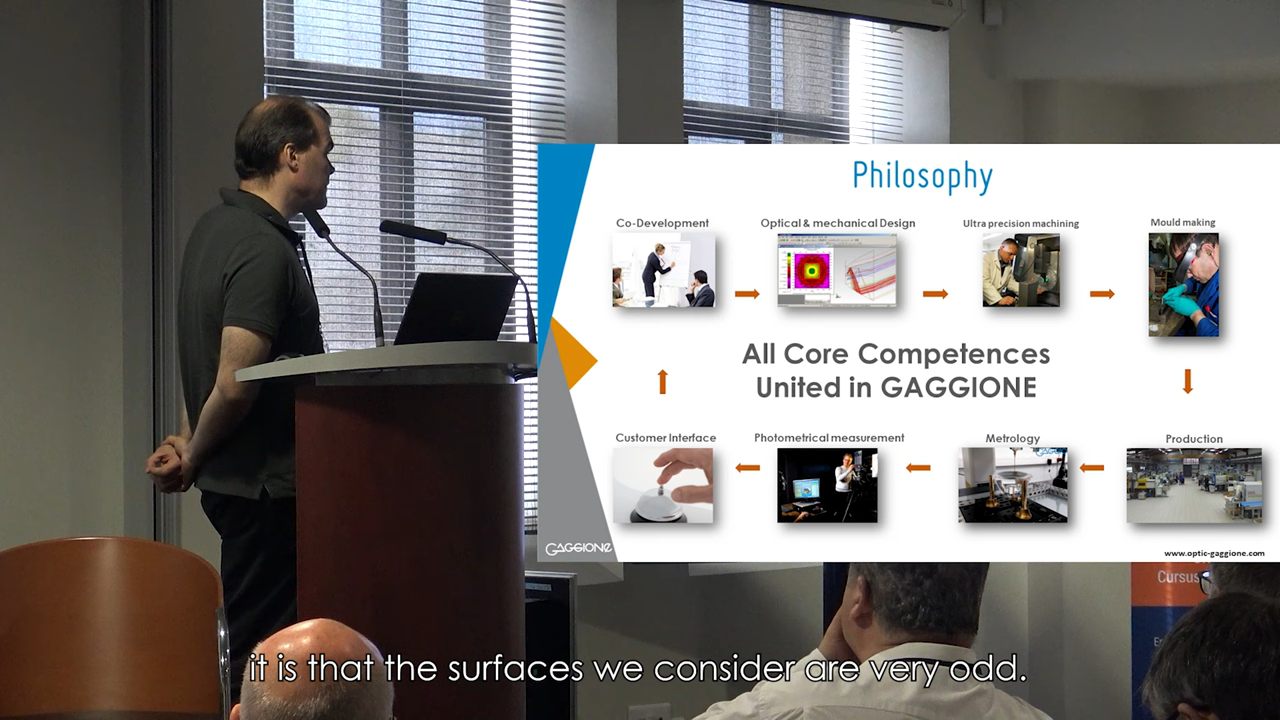 Philosophy
Co-Development
Optical & mechanical Design
Ultra precision machining
Mould making
All Core Competences
United in GAGGIONE
Customer Interface
Photometrical measurement
Metrology
Production
GAGGIONE
www.optic-gaggione.com
Cursus
it is that the surfaces we consider are very odd.